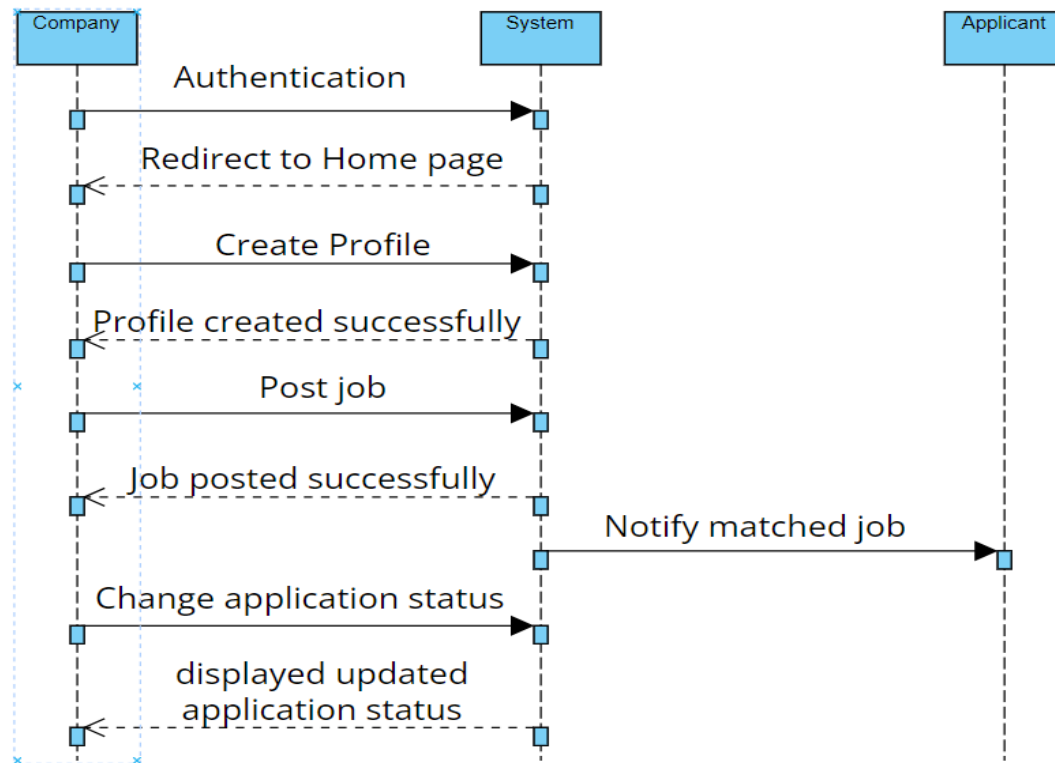 Company
System
Applicant
Authentication
Redirect to Home page
Create Profile
Profile created successfully
Post job
Job posted successfully
Notify matched job
Change application status
displayed updated
application status